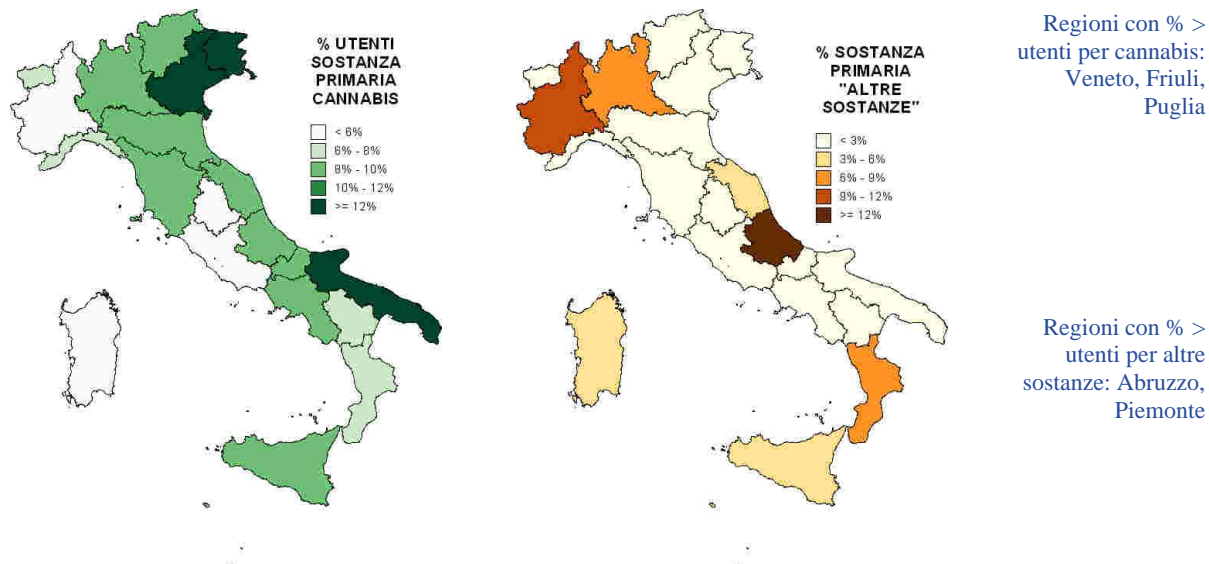 % UTENTI
SOSTANZA
PRIMARIA
CANNABIS
< 6%
6% - 8%
8% - 10%
10% - 12%
>= 12%
% SOSTANZA
PRIMARIA
"ALTRE
SOSTANZE"
< 3%
3% - 6%
6% - 9%
9% - 12%
>= 12%
Regioni con % >
utenti per cannabis:
Veneto, Friuli,
Puglia
Regioni con % >
utenti per altre
sostanze: Abruzzo,
Piemonte